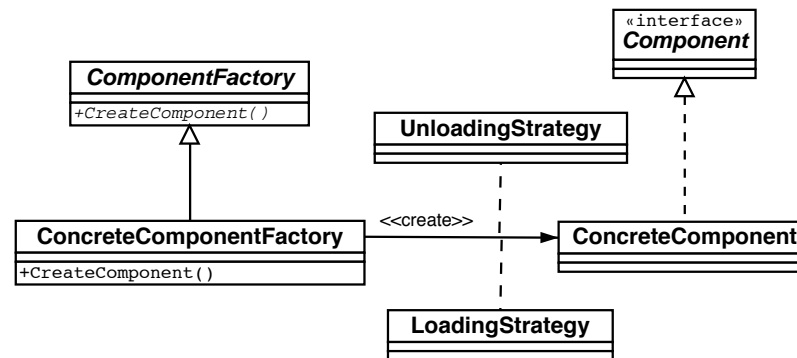 «interface»
Component
ComponentFactory
+CreateComponent()
UnloadingStrategy
ConcreteComponentFactory
+CreateComponent()
<<create>>
ConcreteComponent
LoadingStrategy